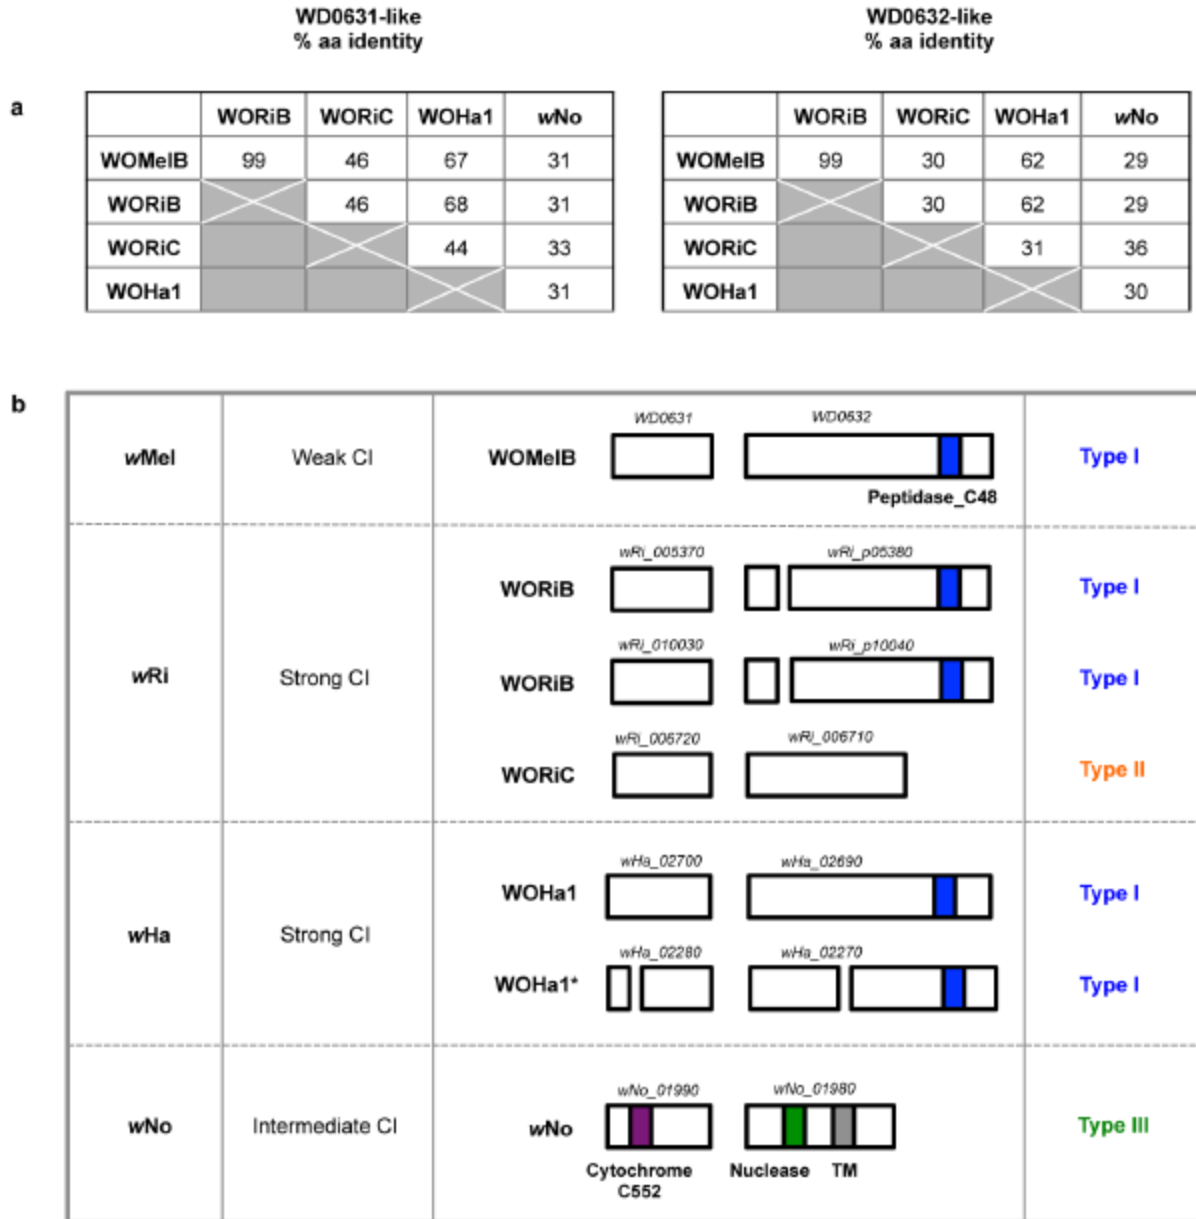 WD0631-like
% aa identity
WD0632-like
% aa identity
a
WORiB WORiC WOHa1 wNo
WOMelB 99 46 67 31
WORiB 46 68 31
WORiC 44 33
WOHa1 31
WORiB WORiC WOHa1 wNo
WOMelB 99 30 62 29
WORiB 30 62 29
WORiC 31 36
WOHa1 30
b
WD0631 WD0632
wMel Weak CI WOMelB Type I
Peptidase_C48
wRi_005370 wRi_p05380
WORiB Type I
wRi_010030 wRi_p10040
wRi Strong CI WORiB Type I
wRi_006720 wRi_006710
WORiC Type II
wHa_02700 wHa_02690
WOHa1 Type I
wHa Strong CI
wHa_02280 wHa_02270
WOHa1* Type I
wNo_01990 wNo_01980
wNo Intermediate CI wNo Type III
Cytochrome Nuclease TM
C552